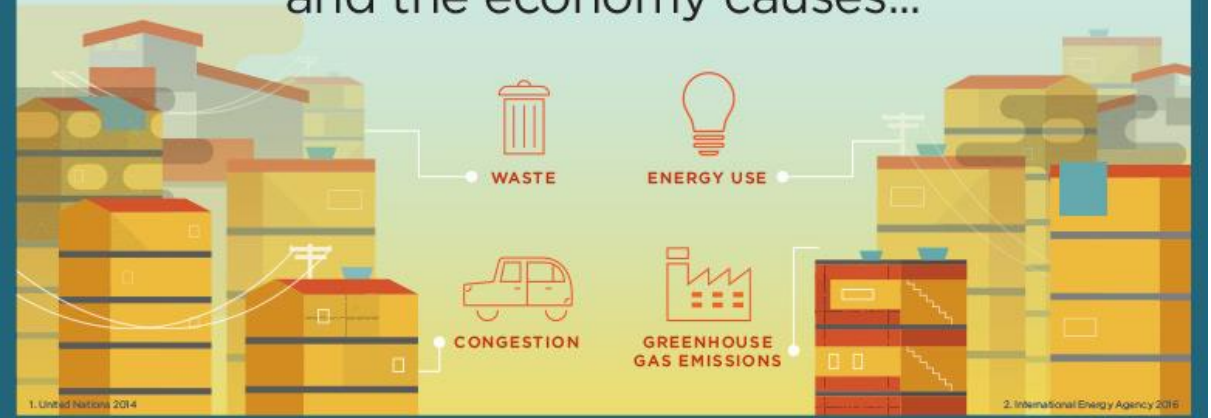 and the economy causes...
WASTE
ENERGY USE
CONGESTION
GREENHOUSE
GAS EMISSIONS
1. United Nations 2014
2. International Energy Agency 2016